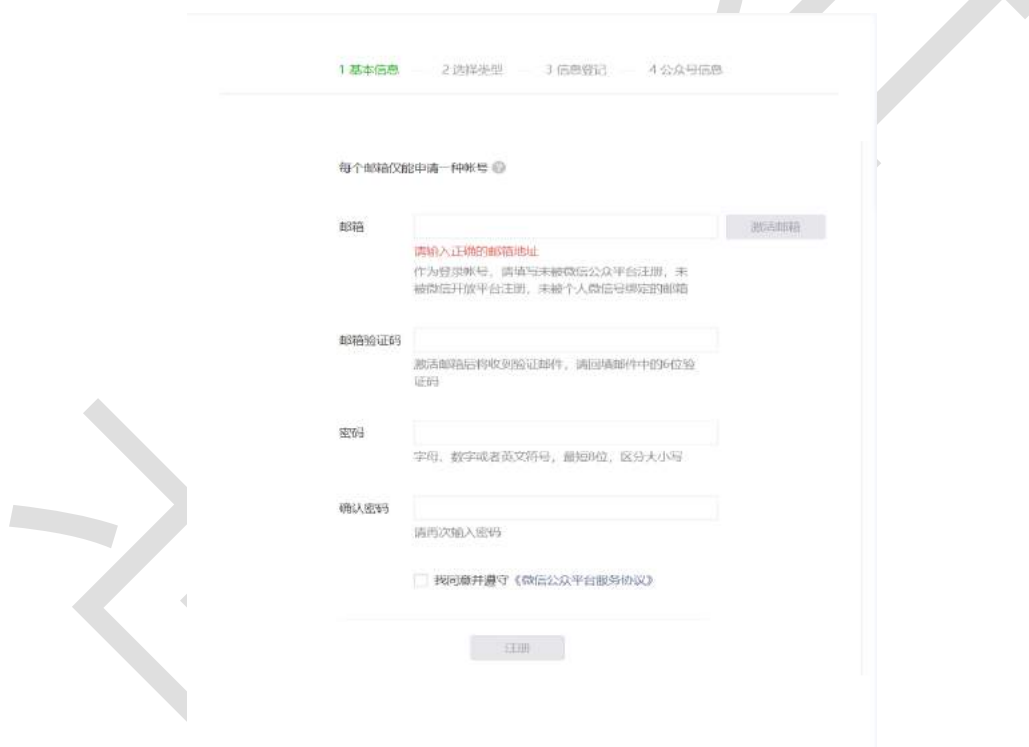 1 基本信息 2 选择类型 3 信息登记 4 公众号信息
每个邮箱仅能申请一种帐号 ?
邮箱 激活邮箱
请输入正确的邮箱地址
作为登录帐号，请填写未被微信公众平台注册，未
被微信开放平台注册，未被个人微信号绑定的邮箱
邮箱验证码
激活邮箱后将收到验证邮件，请回填邮件中的6位验
证码
密码
字母、数字或者英文符号，最短8位，区分大小写
确认密码
请再次输入密码
我同意并遵守《微信公众平台服务协议》
注册